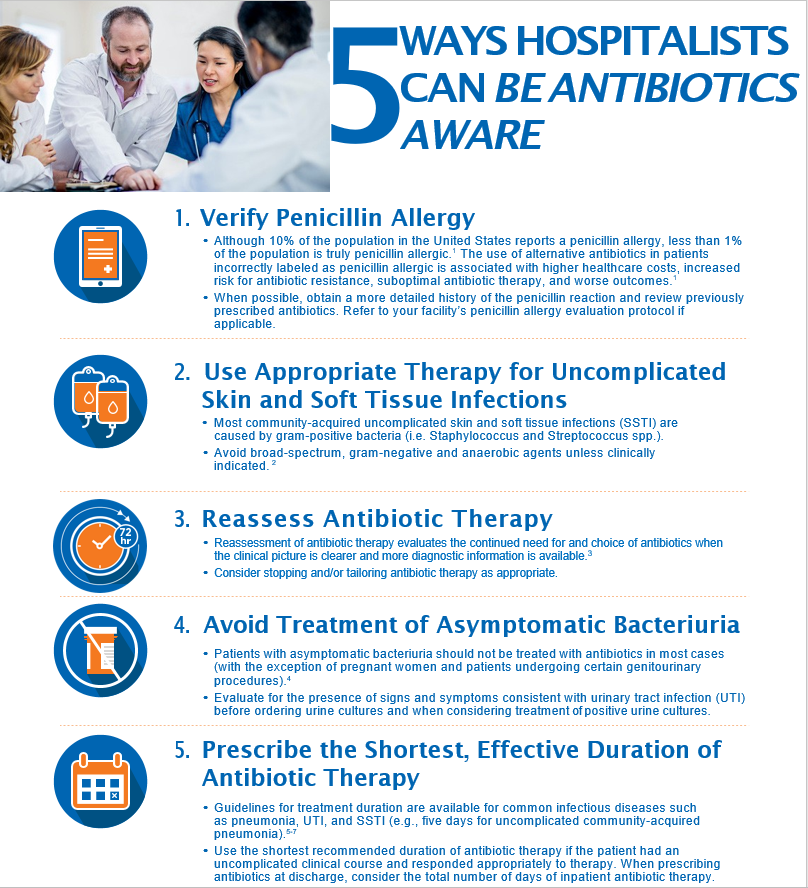 5 WAYS HOSPITALISTS
CAN BE ANTIBIOTICS
AWARE
1. Verify Penicillin Allergy
• Although 10% of the population in the United States reports a penicillin allergy, less than 1%
of the population is truly penicillin allergic.¹ The use of alternative antibiotics in patients
incorrectly labeled as penicillin allergic is associated with higher healthcare costs, increased
risk for antibiotic resistance, suboptimal antibiotic therapy, and worse outcomes.¹
• When possible, obtain a more detailed history of the penicillin reaction and review previously
prescribed antibiotics. Refer to your facility's penicillin allergy evaluation protocol if
applicable.
2. Use Appropriate Therapy for Uncomplicated
Skin and Soft Tissue Infections
• Most community-acquired uncomplicated skin and soft tissue infections (SSTI) are
caused by gram-positive bacteria (i.e. Staphylococcus and Streptococcus spp.).
• Avoid broad-spectrum, gram-negative and anaerobic agents unless clinically
indicated. ²
72
hr
3. Reassess Antibiotic Therapy
• Reassessment of antibiotic therapy evaluates the continued need for and choice of antibiotics when
the clinical picture is clearer and more diagnostic information is available.³
• Consider stopping and/or tailoring antibiotic therapy as appropriate.
4. Avoid Treatment of Asymptomatic Bacteriuria
• Patients with asymptomatic bacteriuria should not be treated with antibiotics in most cases
(with the exception of pregnant women and patients undergoing certain genitourinary
procedures).⁴
• Evaluate for the presence of signs and symptoms consistent with urinary tract infection (UTI)
before ordering urine cultures and when considering treatment of positive urine cultures.
5. Prescribe the Shortest, Effective Duration of
Antibiotic Therapy
• Guidelines for treatment duration are available for common infectious diseases such
as pneumonia, UTI, and SSTI (e.g., five days for uncomplicated community-acquired
pneumonia).⁵⁻⁷
• Use the shortest recommended duration of antibiotic therapy if the patient had an
uncomplicated clinical course and responded appropriately to therapy. When prescribing
antibiotics at discharge, consider the total number of days of inpatient antibiotic therapy.